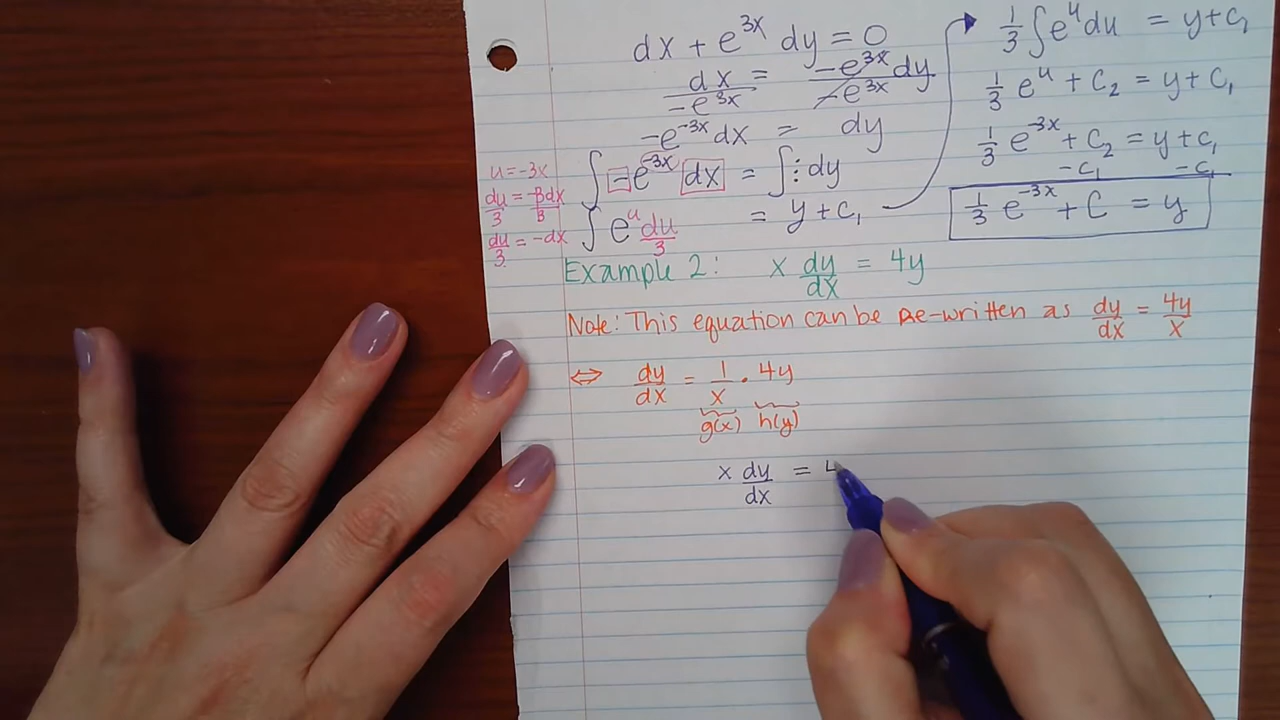 dx + e^{3x} dy = 0
dx/-e^{3x} = -e^{3x}dy/-e^{3x}
-e^{-3x}dx = dy
∫-e^{-3x} dx = ∫dy
∫e^u du/3 = y + c₁
u = -3x
du/3 = -3dx/3
du/3 = -dx
1/3 ∫e^u du = y + c₁
1/3 e^u + C₂ = y + C₁
1/3 e^{-3x} + C₂ = y + C₁
-C₁ -C₁
1/3 e^{-3x} + C = y
Example 2: x dy/dx = 4y
Note: This equation can be Re-written as dy/dx = 4y/x
⇔ dy/dx = 1/x · 4y
g(x) h(y)
x dy/dx = 4